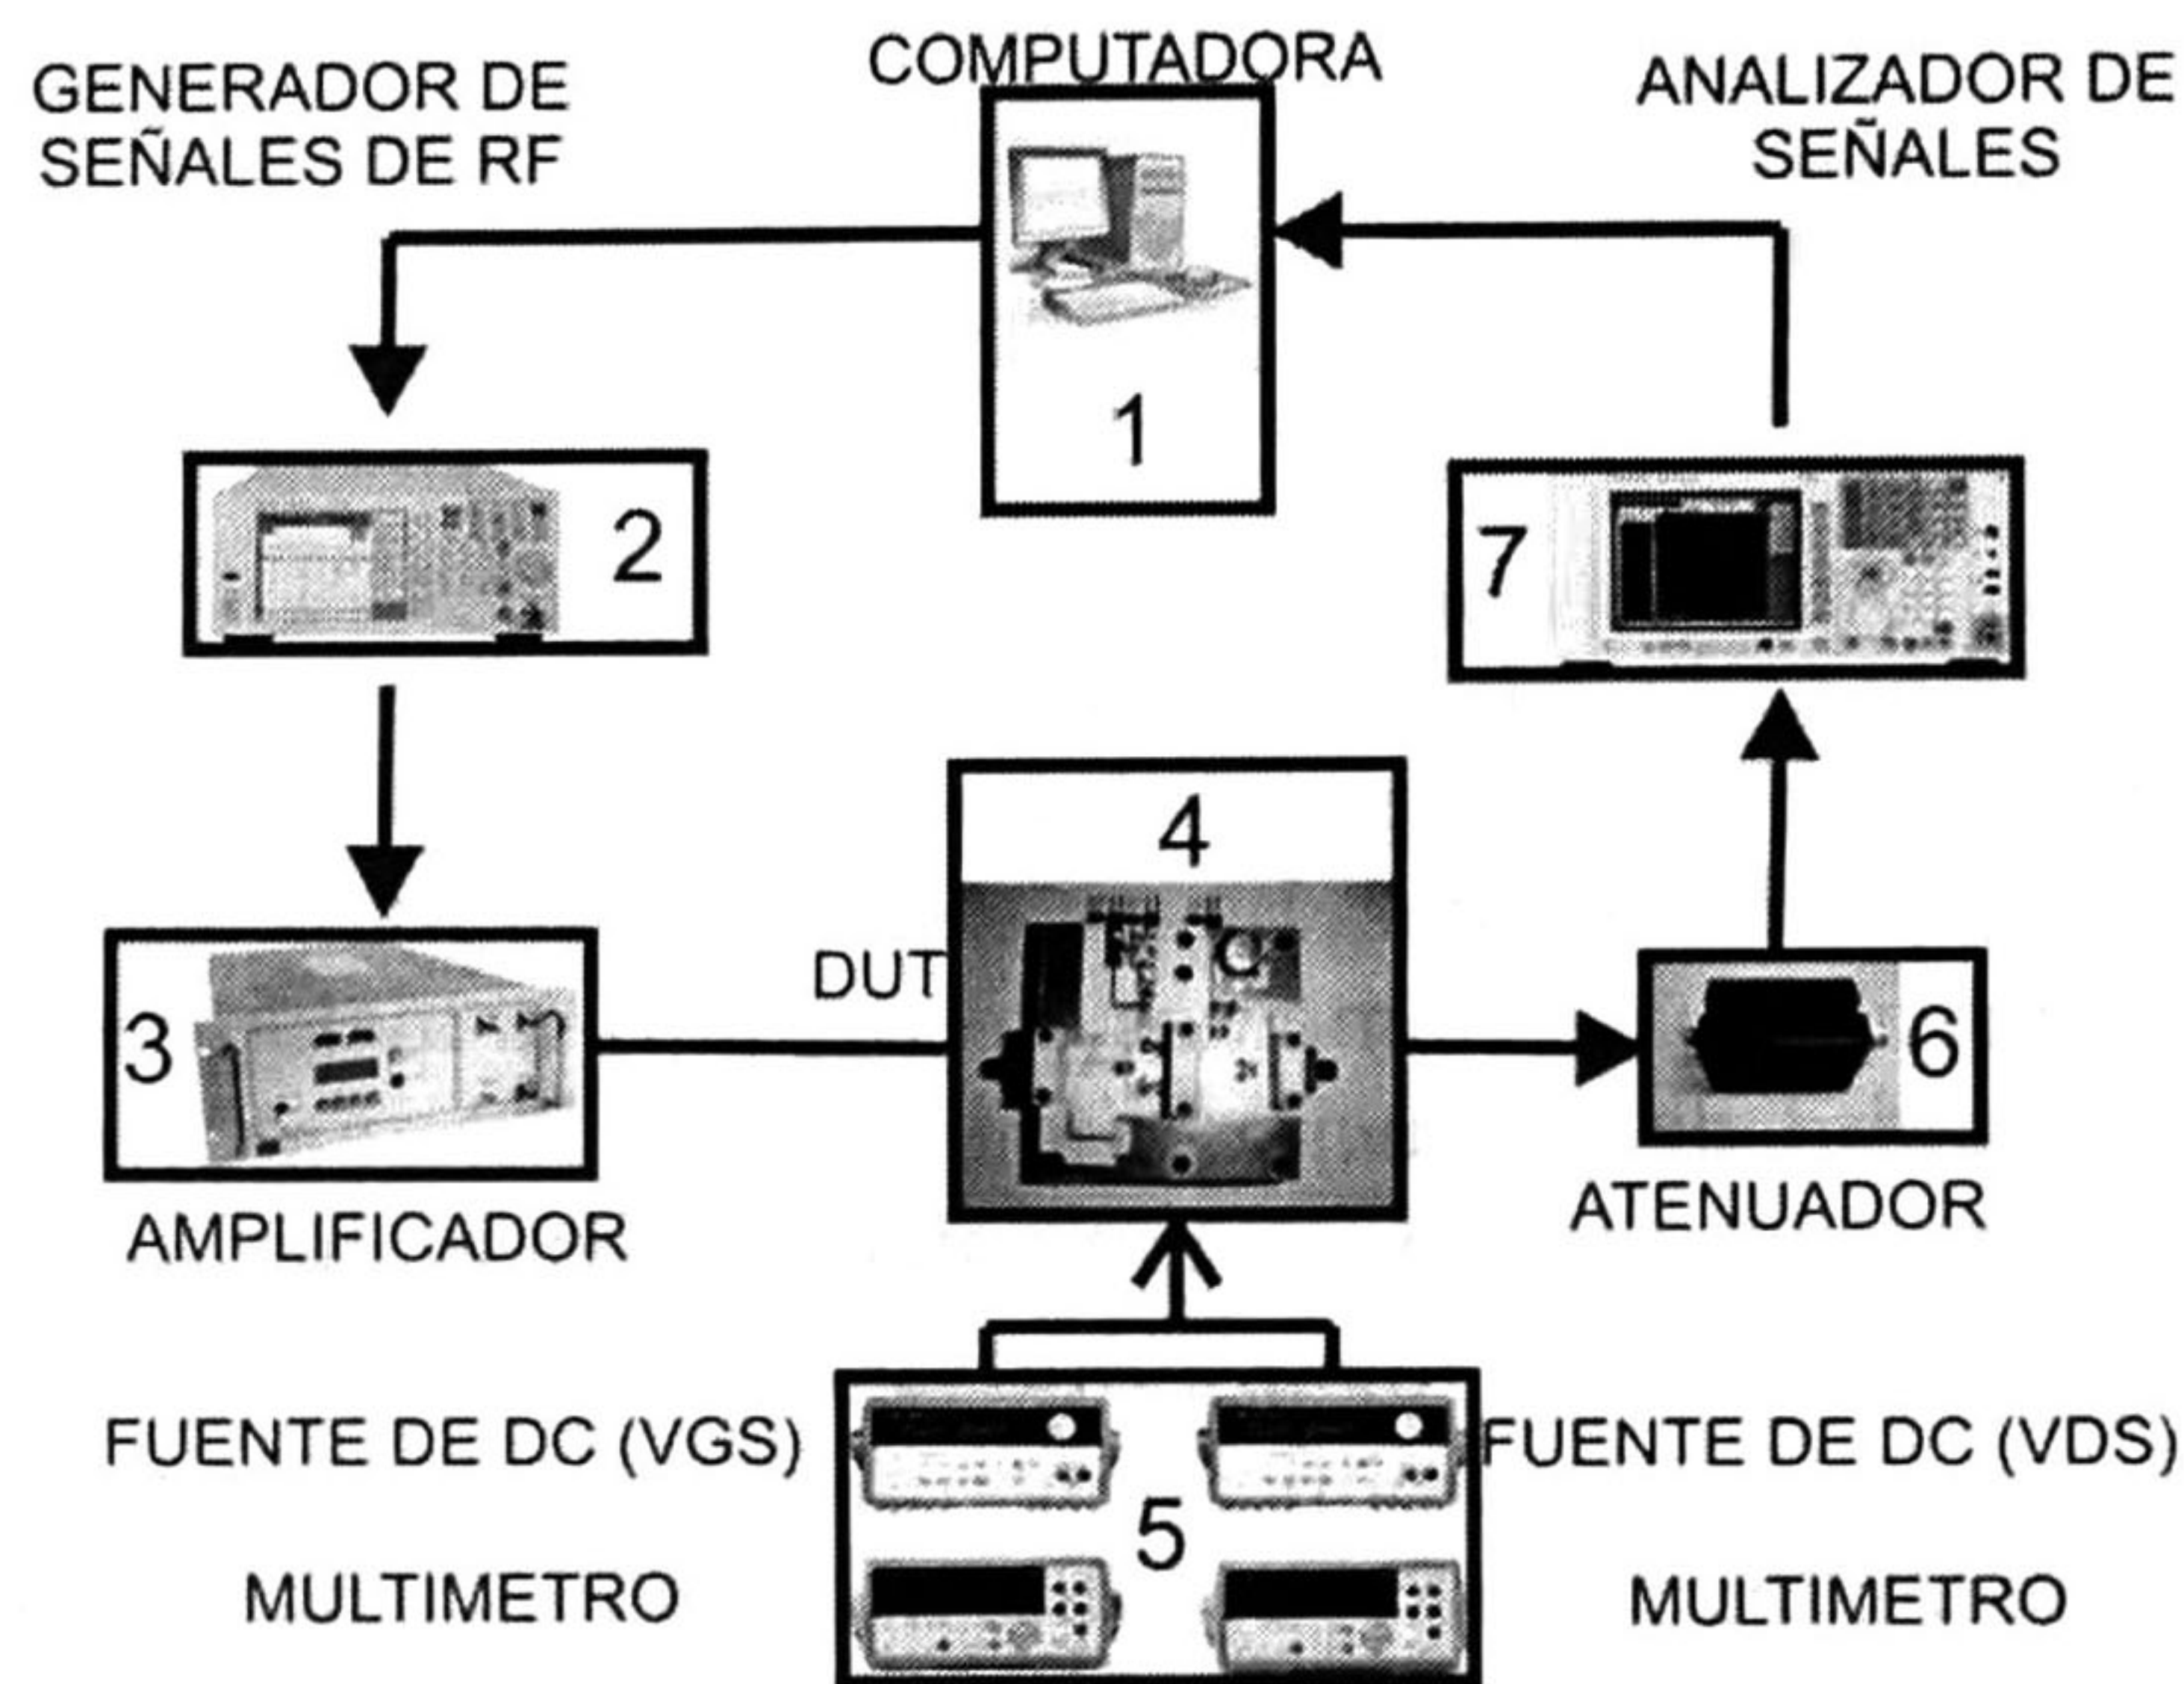 COMPUTADORA
GENERADOR DE
SEÑALES DE RF
ANALIZADOR DE
SEÑALES
1
2
7
4
DUT
3
6
AMPLIFICADOR
ATENUADOR
FUENTE DE DC (VGS)
FUENTE DE DC (VDS)
5
MULTIMETRO
MULTIMETRO